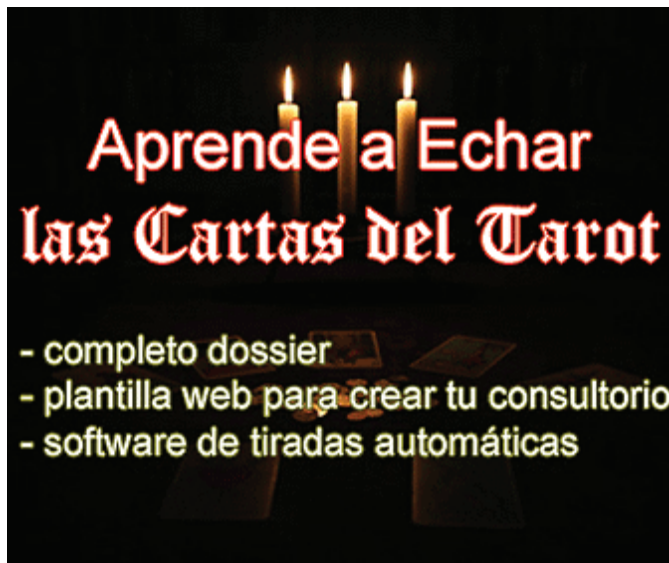 Aprende a Echar
las Cartas del Tarot
- completo dossier
- plantilla web para crear tu consultorio
- software de tiradas automáticas